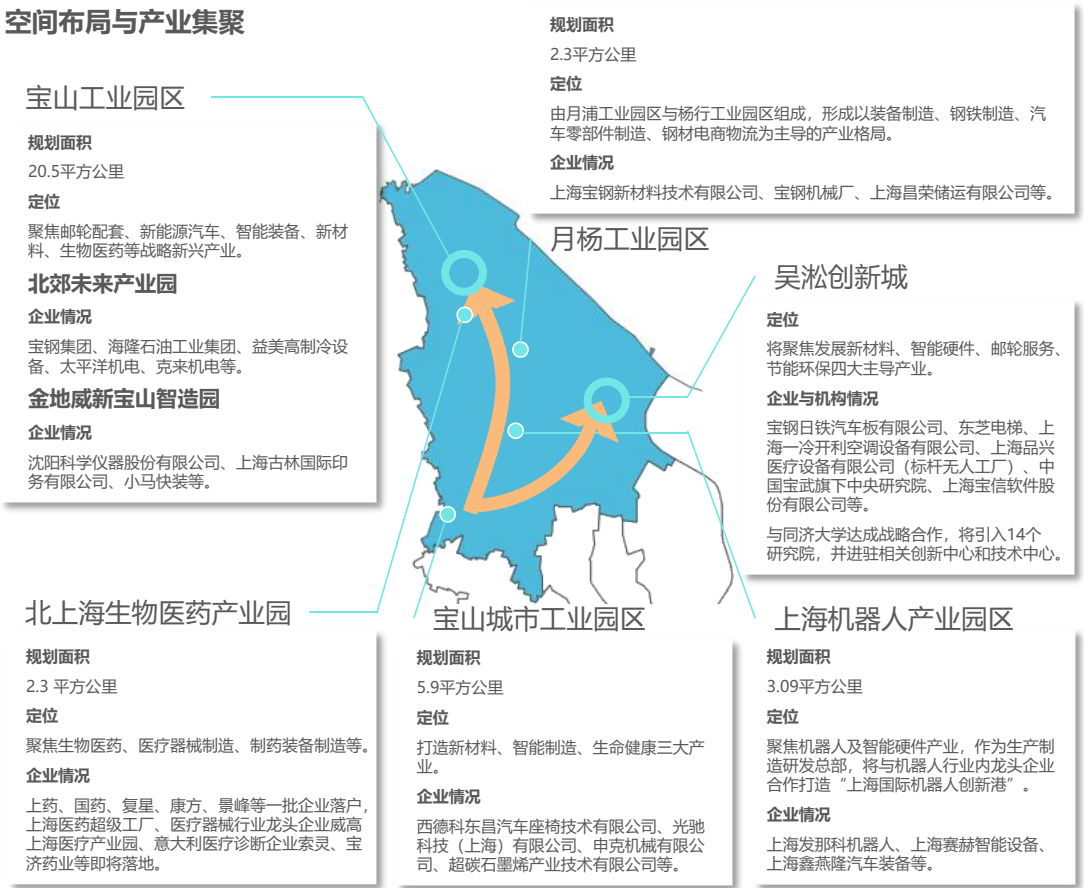 空间布局与产业集聚
宝山工业园区
规划面积
20.5平方公里
定位
聚焦邮轮配套、新能源汽车、智能装备、新材
料、生物医药等战略新兴产业。
北郊未来产业园
企业情况
宝钢集团、海隆石油工业集团、益美高制冷设
备、太平洋机电、克来机电等。
金地威新宝山智造园
企业情况
沈阳科学仪器股份有限公司、上海古林国际印
务有限公司、小马快装等。
规划面积
2.3平方公里
定位
由月浦工业园区与杨行工业园区组成，形成以装备制造、钢铁制造、汽
车零部件制造、钢材电商物流为主导的产业格局。
企业情况
上海宝钢新材料技术有限公司、宝钢机械厂、上海昌荣储运有限公司等。
月杨工业园区
吴淞创新城
定位
将聚焦发展新材料、智能硬件、邮轮服务、
节能环保四大主导产业。
企业与机构情况
宝钢日铁汽车板有限公司、东芝电梯、上
海一冷开利空调设备有限公司、上海品兴
医疗设备有限公司（标杆无人工厂）、中
国宝武旗下中央研究院、上海宝信软件股
份有限公司等。
与同济大学达成战略合作，将引入14个
研究院，并进驻相关创新中心和技术中心。
北上海生物医药产业园
规划面积
2.3 平方公里
定位
聚焦生物医药、医疗器械制造、制药装备制造等。
企业情况
上药、国药、复星、康方、景峰等一批企业落户，
上海医药超级工厂、医疗器械行业龙头企业威高
上海医疗产业园、意大利医疗诊断企业索灵、宝
济药业等即将落地。
宝山城市工业园区
规划面积
5.9平方公里
定位
打造新材料、智能制造、生命健康三大产
业。
企业情况
西德科东昌汽车座椅技术有限公司、光驰
科技（上海）有限公司、申克机械有限公
司、超碳石墨烯产业技术有限公司等。
上海机器人产业园区
规划面积
3.09平方公里
定位
聚焦机器人及智能硬件产业，作为生产制
造研发总部，将与机器人行业内龙头企业
合作打造“上海国际机器人创新港”。
企业情况
上海发那科机器人、上海赛赫智能设备、
上海鑫燕隆汽车装备等。